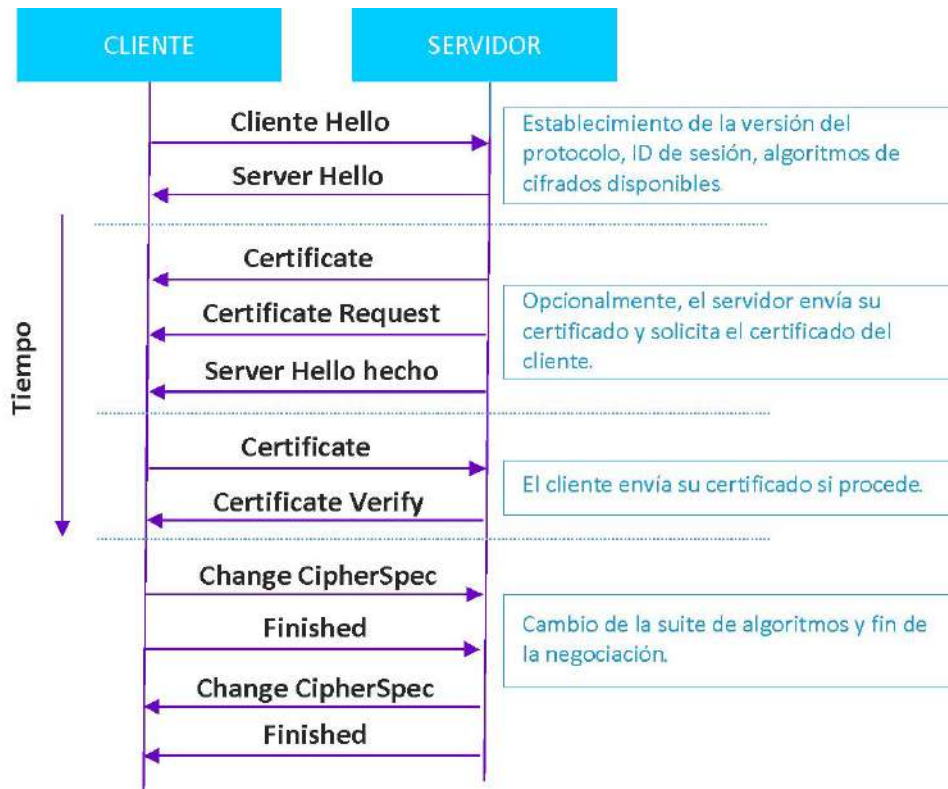 CLIENTE
SERVIDOR
Cliente Hello
Server Hello
Establecimiento de la versión del
protocolo, ID de sesión, algoritmos de
cifrados disponibles
Certificate
Certificate Request
Server Hello hecho
Opcionalmente, el servidor envía su
certificado y solicita el certificado del
cliente.
Tiempo
Certificate
Certificate Verify
El cliente envía su certificado si procede.
Change CipherSpec
Finished
Change CipherSpec
Finished
Cambio de la suite de algoritmos y fin de
la negociación.